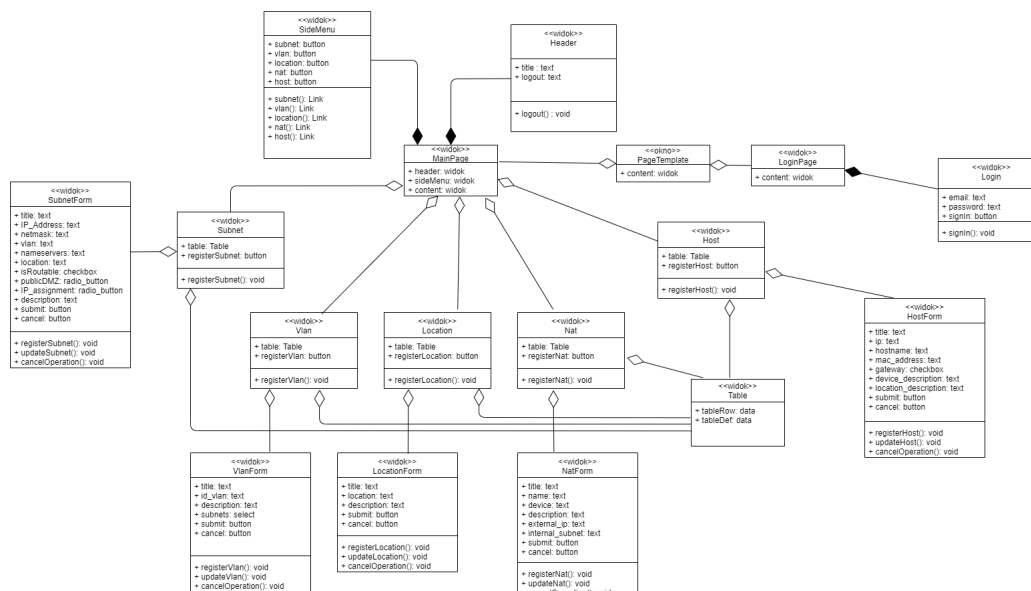 <<widok>>
SideMenu
+ subnet: button
+ vlan: button
+ location: button
+ nat: button
+ host: button
+ subnet(): Link
+ vlan(): Link
+ location(): Link
+ nat(): Link
+ host(): Link
<<widok>>
Header
+ title : text
+ logout: text
+ logout() : void
<<widok>>
MainPage
+ header: widok
+ sideMenu: widok
+ content: widok
<<okno>>
PageTemplate
+ content: widok
<<widok>>
LoginPage
+ content: widok
<<widok>>
Login
+ email: text
+ password: text
+ signIn: button
+ signIn(): void
<<widok>>
SubnetForm
+ title: text
+ IP_Address: text
+ netmask: text
+ vlan: text
+ nameservers: text
+ location: text
+ isRoutable: checkbox
+ publicDMZ: radio_button
+ IP_assignment: radio_button
+ description: text
+ submit: button
+ cancel: button
+ registerSubnet(): void
+ updateSubnet(): void
+ cancelOperation(): void
<<widok>>
Subnet
+ table: Table
+ registerSubnet: button
+ registerSubnet(): void
<<widok>>
Host
+ table: Table
+ registerHost: button
+ registerHost(): void
<<widok>>
HostForm
+ title: text
+ ip: text
+ hostname: text
+ mac_address: text
+ gateway: checkbox
+ device_description: text
+ location_description: text
+ submit: button
+ cancel: button
+ registerHost(): void
+ updateHost(): void
+ cancelOperation(): void
<<widok>>
Vlan
+ table: Table
+ registerVlan: button
+ registerVlan(): void
<<widok>>
Location
+ table: Table
+ registerLocation: button
+ registerLocation(): void
<<widok>>
Nat
+ table: Table
+ registerNat: button
+ registerNat(): void
<<widok>>
Table
+ tableRow: data
+ tableDef: data
<<widok>>
VlanForm
+ title: text
+ id_vlan: text
+ description: text
+ subnets: select
+ submit: button
+ cancel: button
+ registerVlan(): void
+ updateVlan(): void
+ cancelOperation(): void
<<widok>>
LocationForm
+ title: text
+ location: text
+ description: text
+ submit: button
+ cancel: button
+ registerLocation(): void
+ updateLocation(): void
+ cancelOperation(): void
<<widok>>
NatForm
+ title: text
+ name: text
+ device: text
+ description: text
+ external_ip: text
+ internal_subnet: text
+ submit: button
+ cancel: button
+ registerNat(): void
+ updateNat(): void